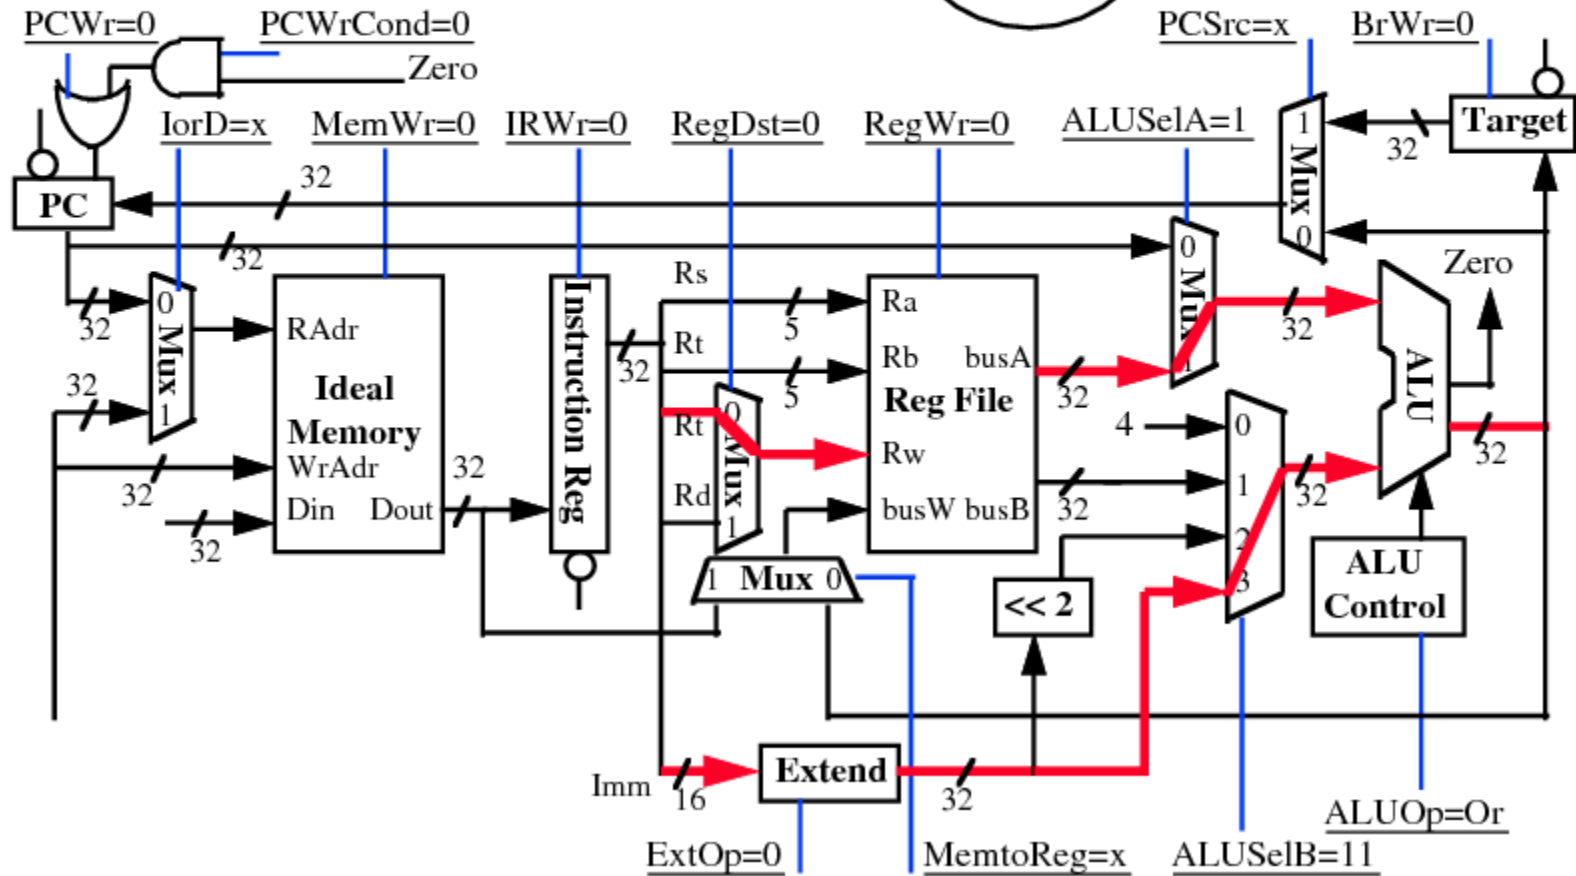 PCWr=0
PCWrCond=0
PCSrc=x
BrWr=0
Zero
IorD=x
MemWr=0
IRWr=0
RegDst=0
RegWr=0
ALUSelA=1
1
Mux
0
32
Target
PC
32
32
0
Mux
1
Zero
32
0
Mux
1
32
RAdr
Ideal
Memory
WrAdr
Din
Dout
32
32
32
Instruction Reg
32
Rs
Rt
Rt
Rd
5
5
0
Mux
1
Ra
Rb
busA
Reg File
Rw
busW
busB
32
32
32
4
0
1
2
3
32
ALU
32
1
Mux
0
<< 2
ALU
Control
Imm
16
Extend
32
ALUOp=Or
ExtOp=0
MemtoReg=x
ALUSelB=11